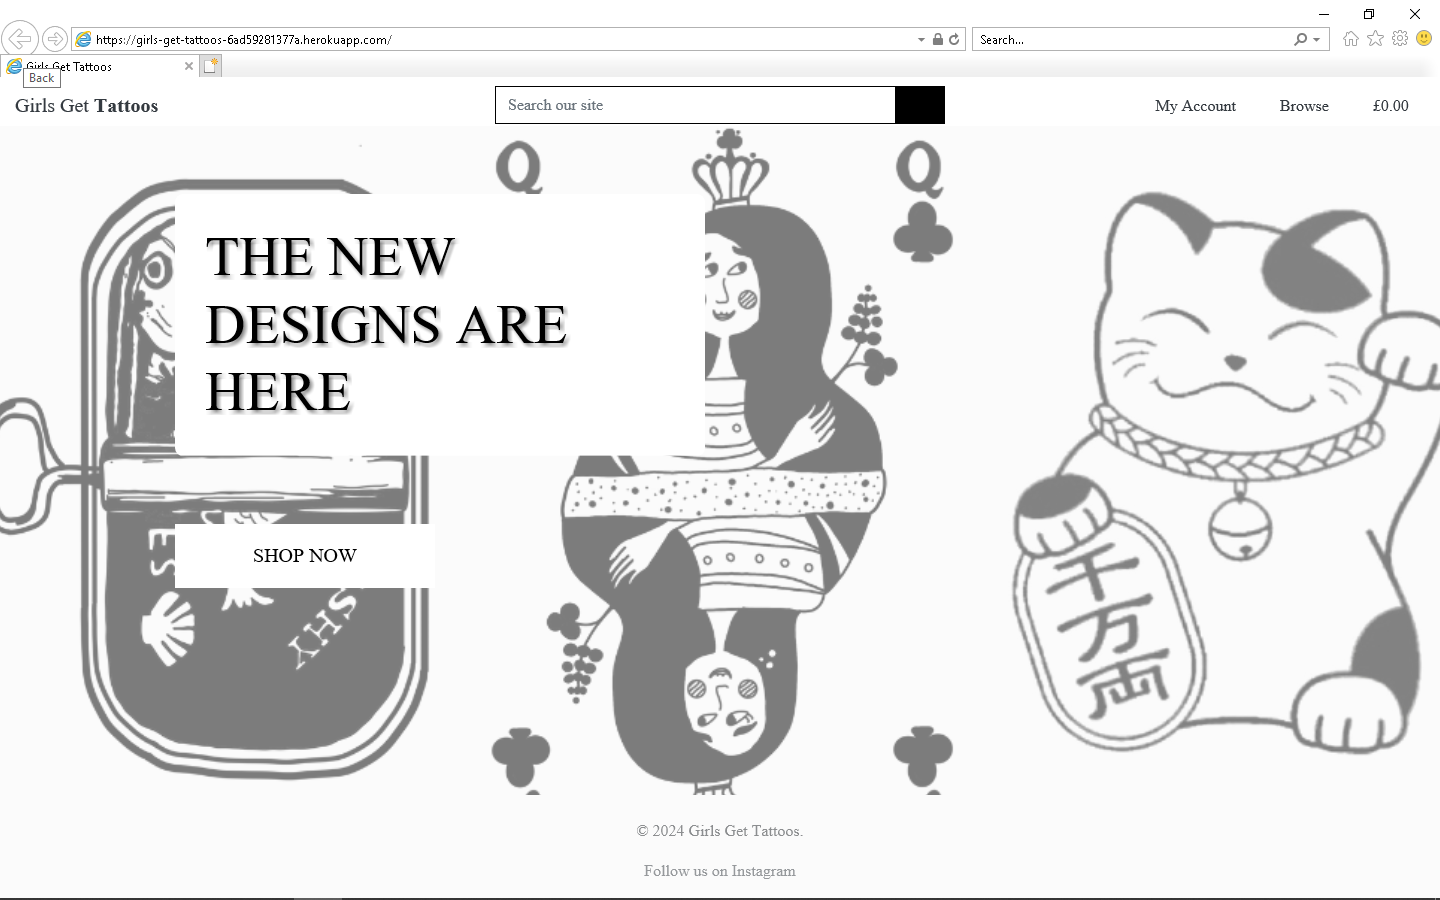 https://girls-get-tattoos-6ad59281377a.herokuapp.com/
Search...
Girls Get Tattoos
Back
Girls Get Tattoos
Search our site
My Account
Browse
£0.00
Q
Q
THE NEW
DESIGNS ARE
HERE
SHOP NOW
千万両
© 2024 Girls Get Tattoos.
Follow us on Instagram